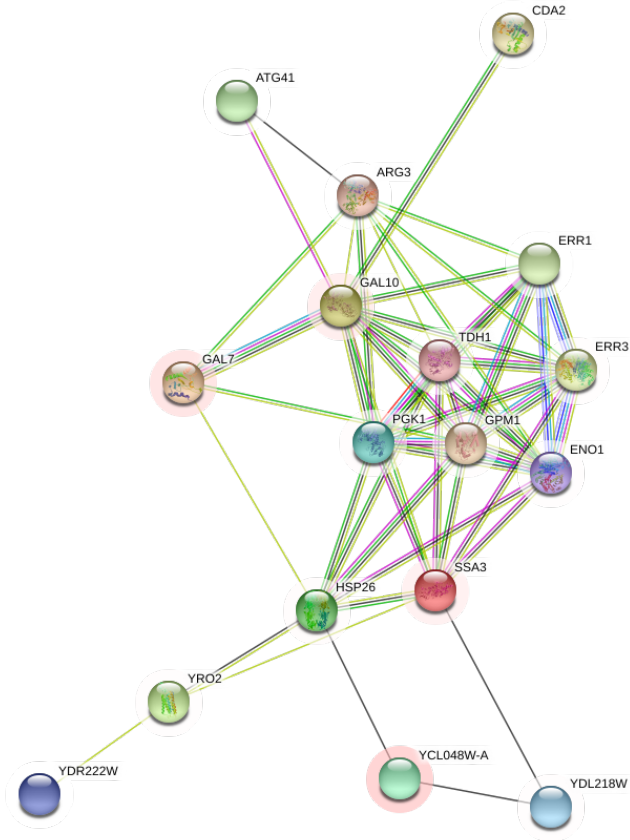 CDA2
ATG41
ARG3
ERR1
GAL10
TDH1
ERR3
GAL7
PGK1
GPM1
ENO1
SSA3
HSP26
YRO2
YCL048W-A
YDR222W
YDL218W